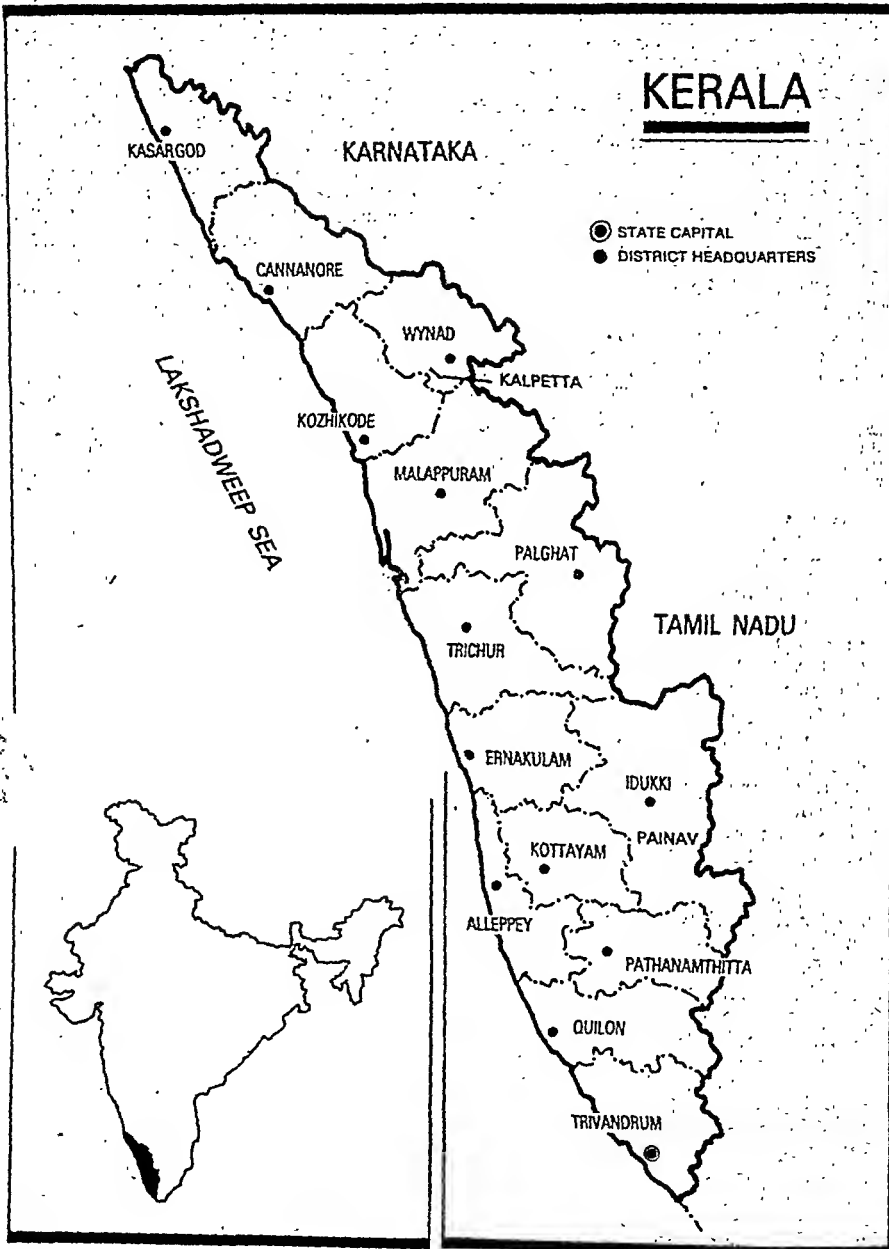 KERALA
KASARGOD
KARNATAKA
STATE CAPITAL
DISTRICT HEADQUARTERS
CANNANORE
WYNAD
KALPETTA
LAKSHADWEEP SEA
KOZHIKODE
MALAPPURAM
PALGHAT
TAMIL NADU
TRICHUR
ERNAKULAM
IDUKKI
PAINAV
KOTTAYAM
ALLEPPEY
PATHANAMTHITTA
QUILON
TRIVANDRUM